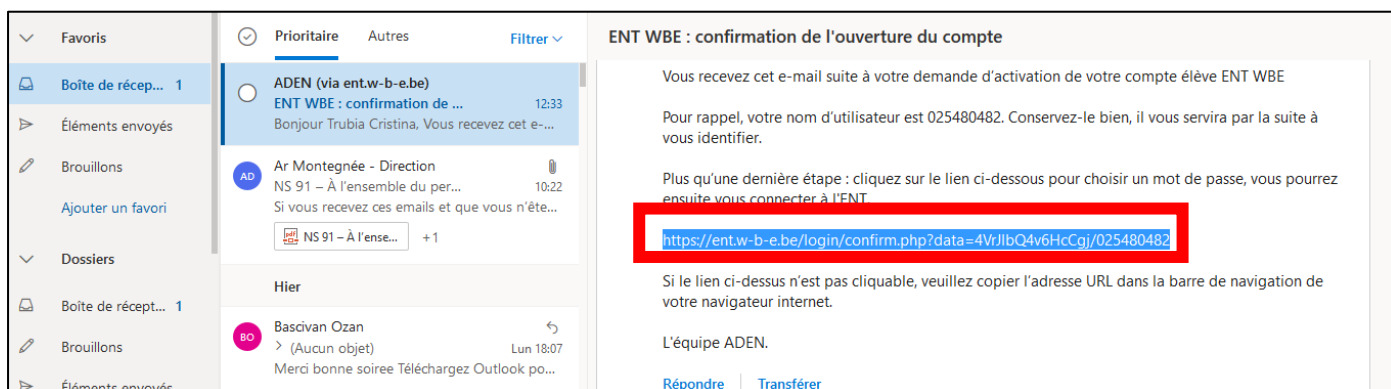 Favoris
Boîte de récep... 1
Éléments envoyés
Brouillons
Ajouter un favori
Dossiers
Boîte de récept... 1
Brouillons
Éléments envoyés
Prioritaire Autres Filtrer
ADEN (via ent.w-b-e.be)
ENT WBE : confirmation de ... 12:33
Bonjour Trubia Cristina, Vous recevez cet e-...
AD
Ar Montegnée - Direction
NS 91 – À l'ensemble du per... 10:22
Si vous recevez ces emails et que vous n'ête...
pdf NS 91 – À l'ense... +1
Hier
BO
Bascivan Ozan
> (Aucun objet) Lun 18:07
Merci bonne soiree Téléchargez Outlook po...
ENT WBE : confirmation de l'ouverture du compte
Vous recevez cet e-mail suite à votre demande d'activation de votre compte élève ENT WBE
Pour rappel, votre nom d'utilisateur est 025480482. Conservez-le bien, il vous servira par la suite à
vous identifier.
Plus qu'une dernière étape : cliquez sur le lien ci-dessous pour choisir un mot de passe, vous pourrez
ensuite vous connecter à l'ENT.
https://ent.w-b-e.be/login/confirm.php?data=4VrJlbQ4v6HcCgj/025480482
Si le lien ci-dessus n'est pas cliquable, veuillez copier l'adresse URL dans la barre de navigation de
votre navigateur internet.
L'équipe ADEN.
Répondre Transférer